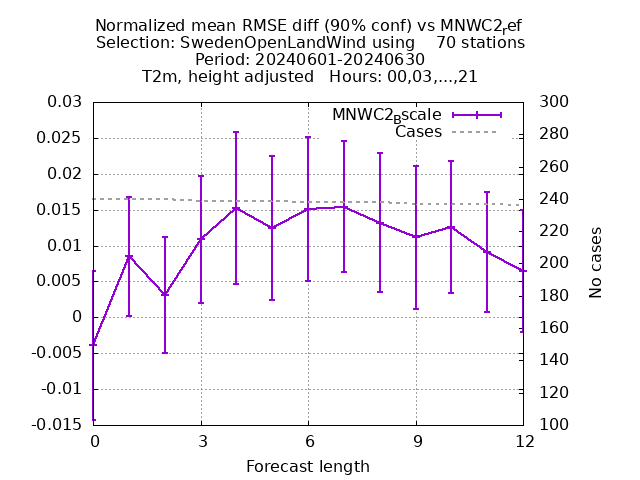 Normalized mean RMSE diff (90% conf) vs MNWC2ref
Selection: SwedenOpenLandWind using 70 stations
Period: 20240601-20240630
T2m, height adjusted Hours: 00,03,...,21
MNWC2Bscale
Cases
0.03
0.025
0.02
0.015
0.01
0.005
0
-0.005
-0.01
-0.015
300
280
260
240
220
200
180
160
140
120
100
No cases
0 3 6 9 12
Forecast length